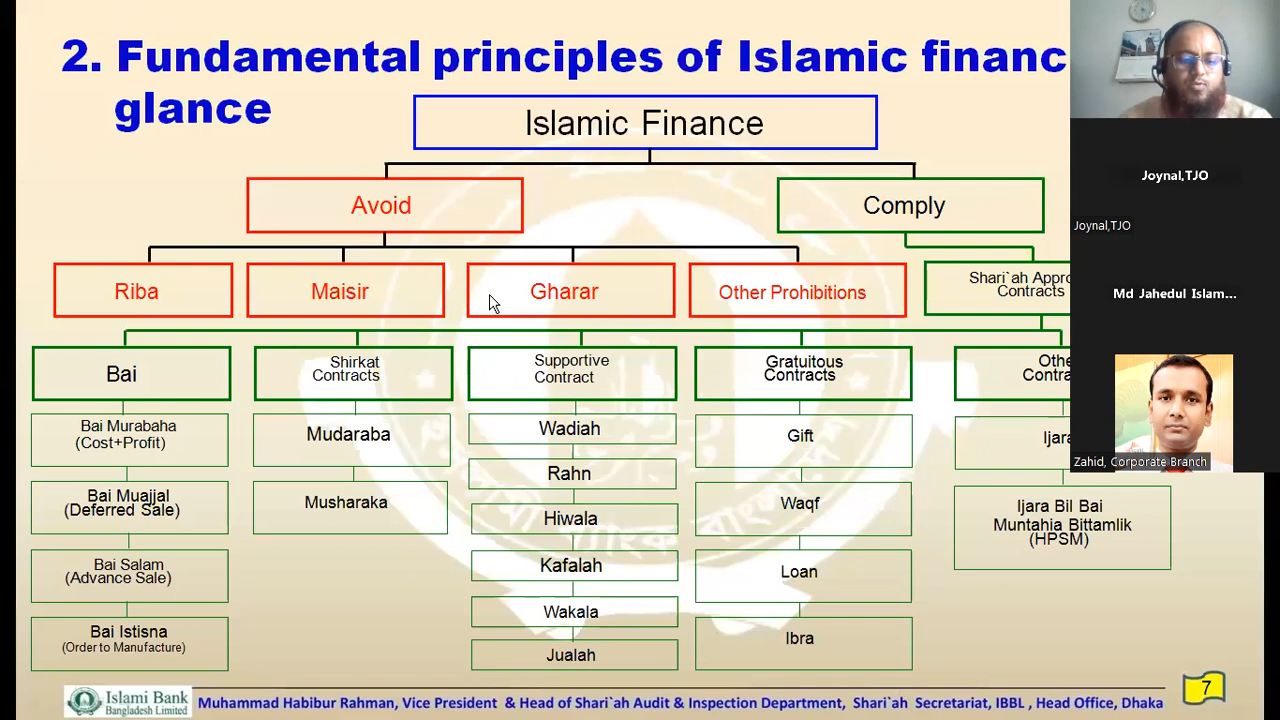 2. Fundamental principles of Islamic financ
glance
Islamic Finance
Avoid
Comply
Riba
Maisir
Gharar
Other Prohibitions
Shari`ah Appro
Contracts
Bai
Shirkat
Contracts
Supportive
Contract
Gratuitous
Contracts
Othe
Contra
Bai Murabaha
(Cost+Profit)
Bai Muajjal
(Deferred Sale)
Bai Salam
(Advance Sale)
Bai Istisna
(Order to Manufacture)
Mudaraba
Musharaka
Wadiah
Rahn
Hiwala
Kafalah
Wakala
Jualah
Gift
Waqf
Loan
Ibra
Ijara
Ijara Bil Bai
Muntahia Bittamlik
(HPSM)
Joynal,TJO
Joynal,TJO
Md Jahedul Islam...
Zahid, Corporate Branch
Islami Bank
Bangladesh Limited
Muhammad Habibur Rahman, Vice President & Head of Shari`ah Audit & Inspection Department, Shari`ah Secretariat, IBBL , Head Office, Dhaka
7